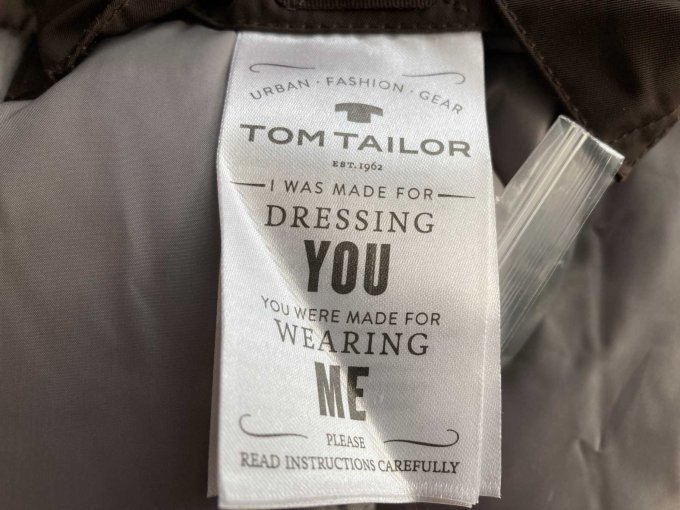 URBAN · FASHION · GEAR
TOM TAILOR
EST. 1962
I WAS MADE FOR
DRESSING
YOU
YOU WERE MADE FOR
WEARING
ME
PLEASE
READ INSTRUCTIONS CAREFULLY